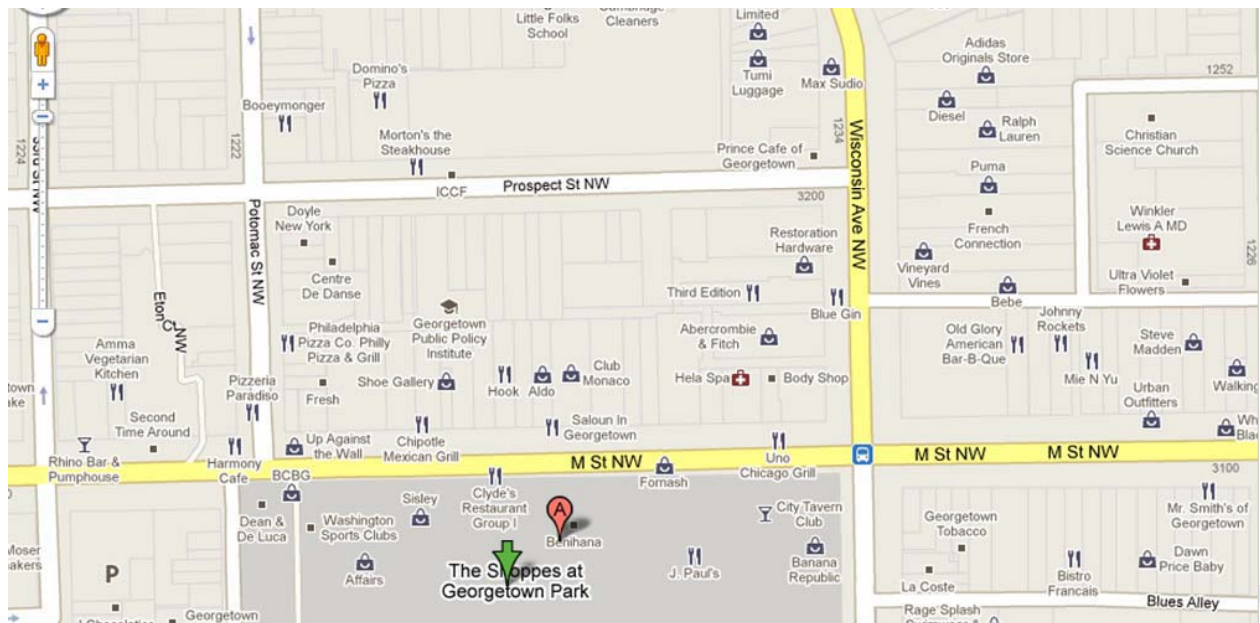 Little Folks
School
Cambridge
Cleaners
Limited
Tumi
Luggage
Max Sudio
Adidas
Originals Store
1252
Diesel
Ralph
Lauren
Christian
Science Church
Domino's
Pizza
Booeymonger
Morton's the
Steakhouse
1224
33rd St NW
1222
1234
Wisconsin Ave NW
Prince Cafe of
Georgetown
Puma
ICCF
Prospect St NW
3200
French
Connection
Winkler
Lewis A MD
1226
Doyle
New York
Potomac St NW
Centre
De Danse
Restoration
Hardware
Vineyard
Vines
Bebe
Ultra Violet
Flowers
Third Edition
Blue Gin
Eton Ct NW
Philadelphia
Pizza Co. Philly
Pizza & Grill
Georgetown
Public Policy
Institute
Abercrombie
& Fitch
Old Glory
American
Bar-B-Que
Johnny
Rockets
Mie N Yu
Steve
Madden
Amma
Vegetarian
Kitchen
Pizzeria
Paradiso
Fresh
Shoe Gallery
Hook
Aldo
Club
Monaco
Hela Spa
Body Shop
Urban
Outfitters
Walking
Second
Time Around
Up Against
the Wall
Chipotle
Mexican Grill
Saloun In
Georgetown
Rhino Bar &
Pumphouse
Harmony
Cafe
M St NW
Uno
Chicago Grill
M St NW
M St NW
3100
BCBG
Fornash
Sisley
Clyde's
Restaurant
Group I
A
Benihana
City Tavern
Club
Georgetown
Tobacco
Mr. Smith's of
Georgetown
Dean &
De Luca
Washington
Sports Clubs
Affairs
The Shoppes at
Georgetown Park
J. Paul's
Banana
Republic
La Coste
Bistro
Francais
Dawn
Price Baby
P
Georgetown
Blues Alley
Rage Splash